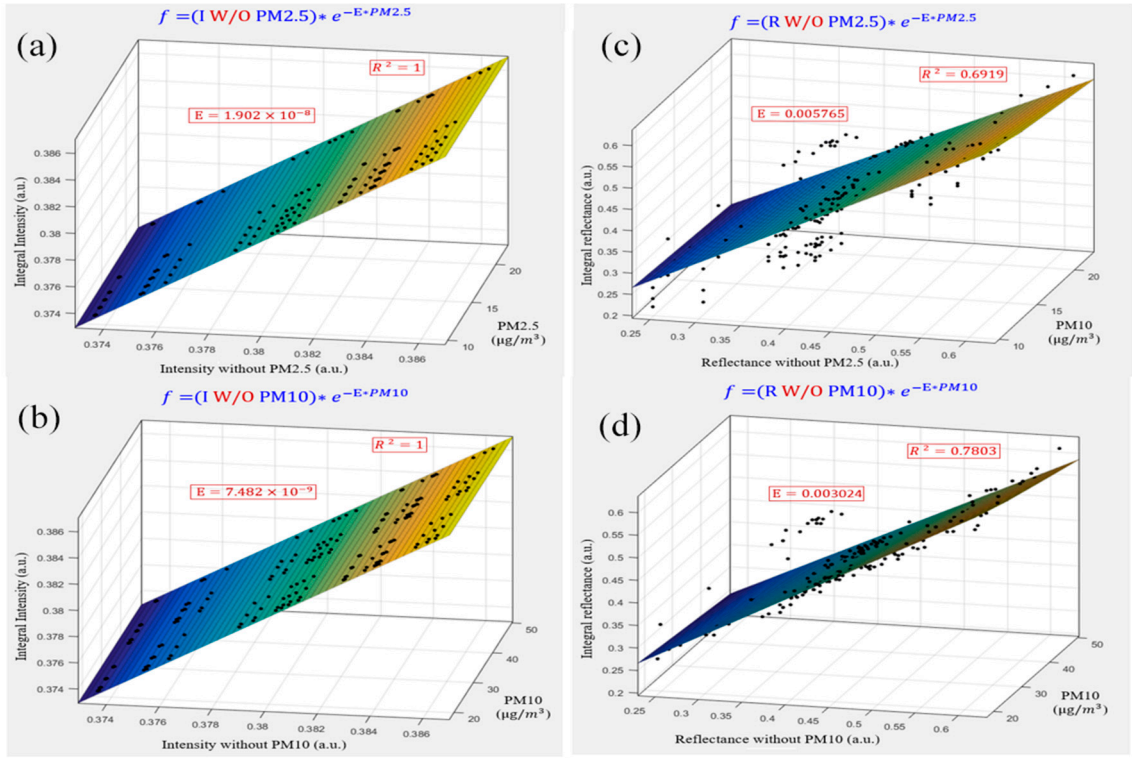 f =(I W/O PM2.5)∗ e^−E∗PM2.5
(a)
R² = 1
E = 1.902 × 10⁻⁸
0.386
0.384
0.382
0.38
0.378
0.376
0.374
Integral Intensity (a.u.)
20
15
10
PM2.5
(μg/m³)
0.374
0.376
0.378
0.38
0.382
0.384
0.386
Intensity without PM2.5 (a.u.)
f =(R W/O PM2.5)∗ e^−E∗PM2.5
(c)
R² = 0.6919
E = 0.005765
0.6
0.55
0.5
0.45
0.4
0.35
0.3
0.25
0.2
Integral reflectance (a.u.)
20
15
10
PM10
(μg/m³)
0.25
0.3
0.35
0.4
0.45
0.5
0.55
0.6
Reflectance without PM2.5 (a.u.)
f =(I W/O PM10)∗ e^−E∗PM10
(b)
R² = 1
E = 7.482 × 10⁻⁹
0.386
0.384
0.382
0.38
0.378
0.376
0.374
Integral Intensity (a.u.)
50
40
30
20
PM10
(μg/m³)
0.374
0.376
0.378
0.38
0.382
0.384
0.386
Intensity without PM10 (a.u.)
f =(R W/O PM10)∗ e^−E∗PM10
(d)
R² = 0.7803
E = 0.003024
0.6
0.55
0.5
0.45
0.4
0.35
0.3
0.25
0.2
Integral reflectance (a.u.)
50
40
30
20
PM10
(μg/m³)
0.25
0.3
0.35
0.4
0.45
0.5
0.55
0.6
Reflectance without PM10 (a.u.)